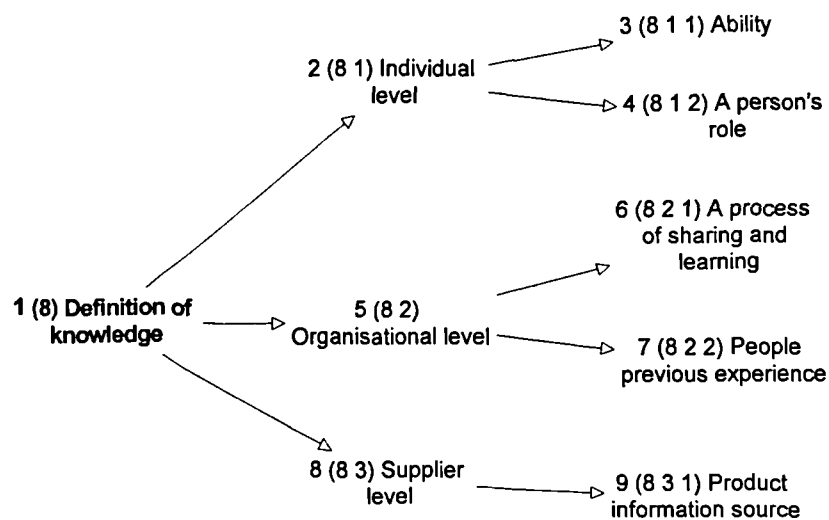 3 (8 1 1) Ability
2 (8 1) Individual
level
4 (8 1 2) A person's
role
6 (8 2 1) A process
of sharing and
learning
1 (8) Definition of
knowledge
5 (8 2)
Organisational level
7 (8 2 2) People
previous experience
8 (8 3) Supplier
level
9 (8 3 1) Product
information source